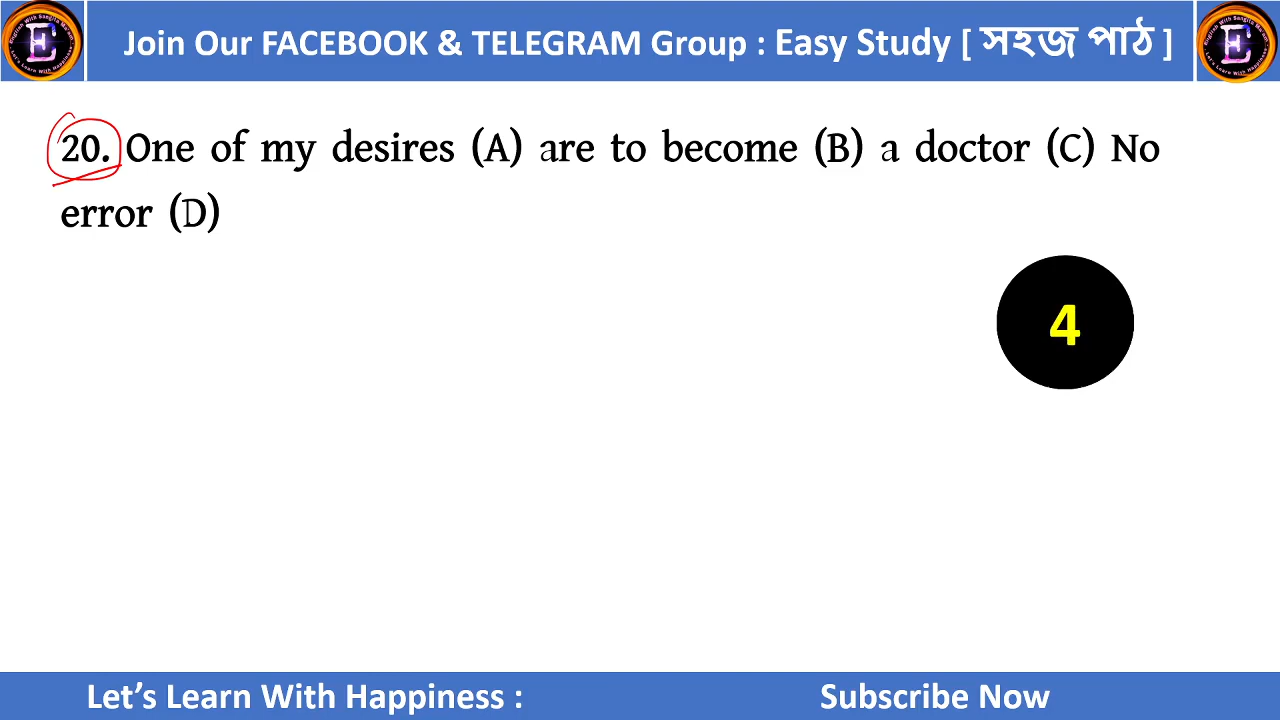 Join Our FACEBOOK & TELEGRAM Group : Easy Study [ সহজ পাঠ ]
20. One of my desires (A) are to become (B) a doctor (C) No
error (D)
4
Let's Learn With Happiness :
Subscribe Now